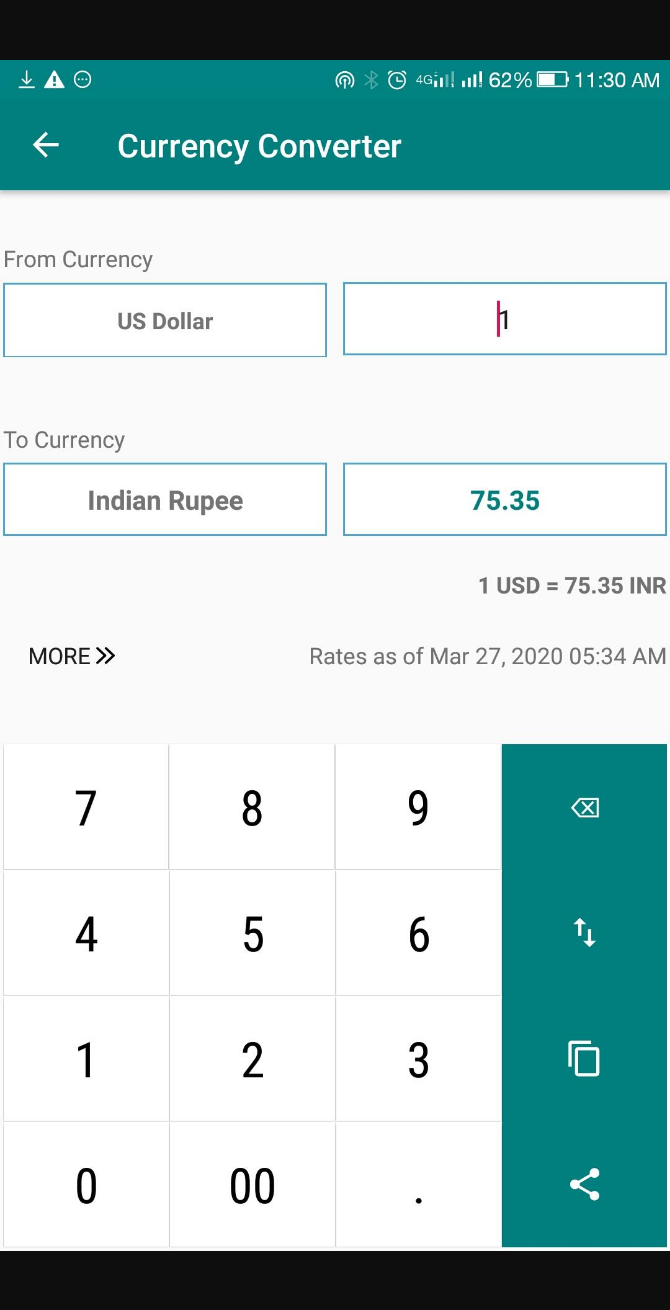 4G 62% 11:30 AM
Currency Converter
From Currency
US Dollar 1
To Currency
Indian Rupee 75.35
1 USD = 75.35 INR
MORE Rates as of Mar 27, 2020 05:34 AM
7 8 9
4 5 6
1 2 3
0 00 .